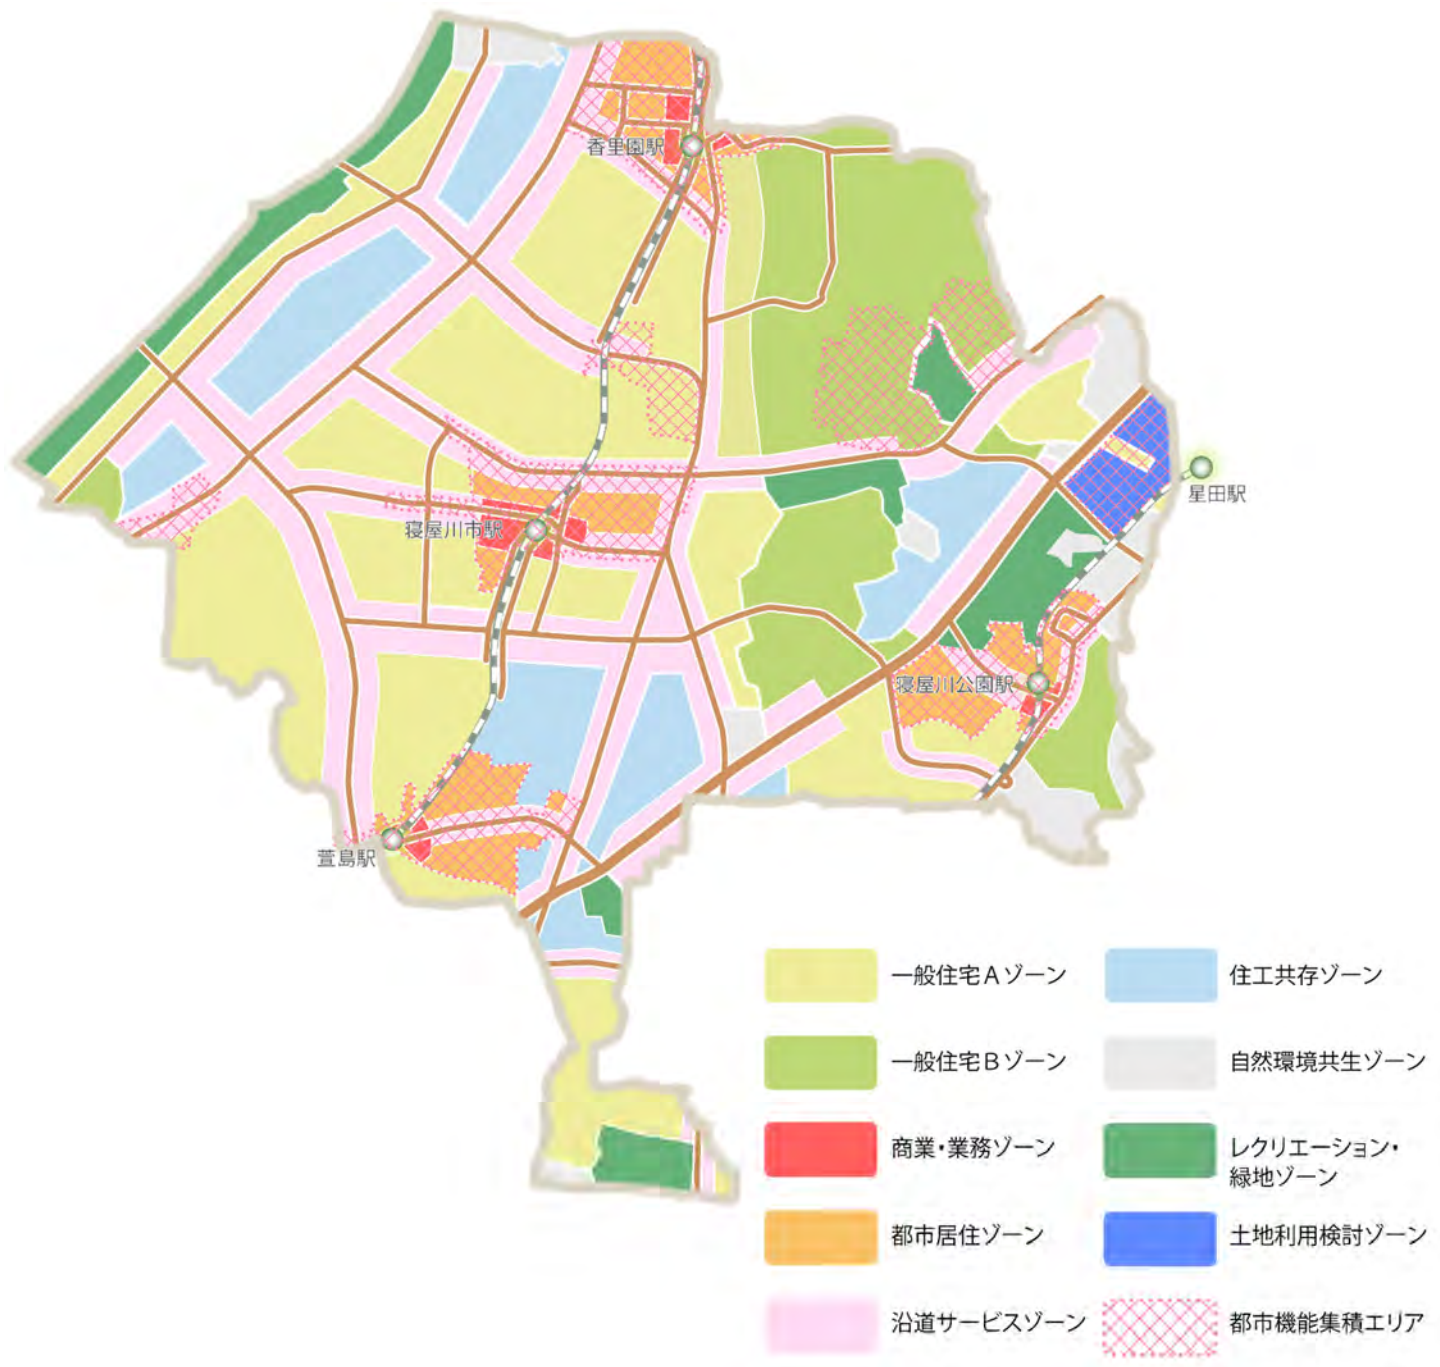 香里園駅
星田駅
寝屋川市駅
寝屋川公園駅
萱島駅
一般住宅Aゾーン
住工共存ゾーン
一般住宅Bゾーン
自然環境共生ゾーン
商業・業務ゾーン
レクリエーション・
緑地ゾーン
都市居住ゾーン
土地利用検討ゾーン
沿道サービスゾーン
都市機能集積エリア